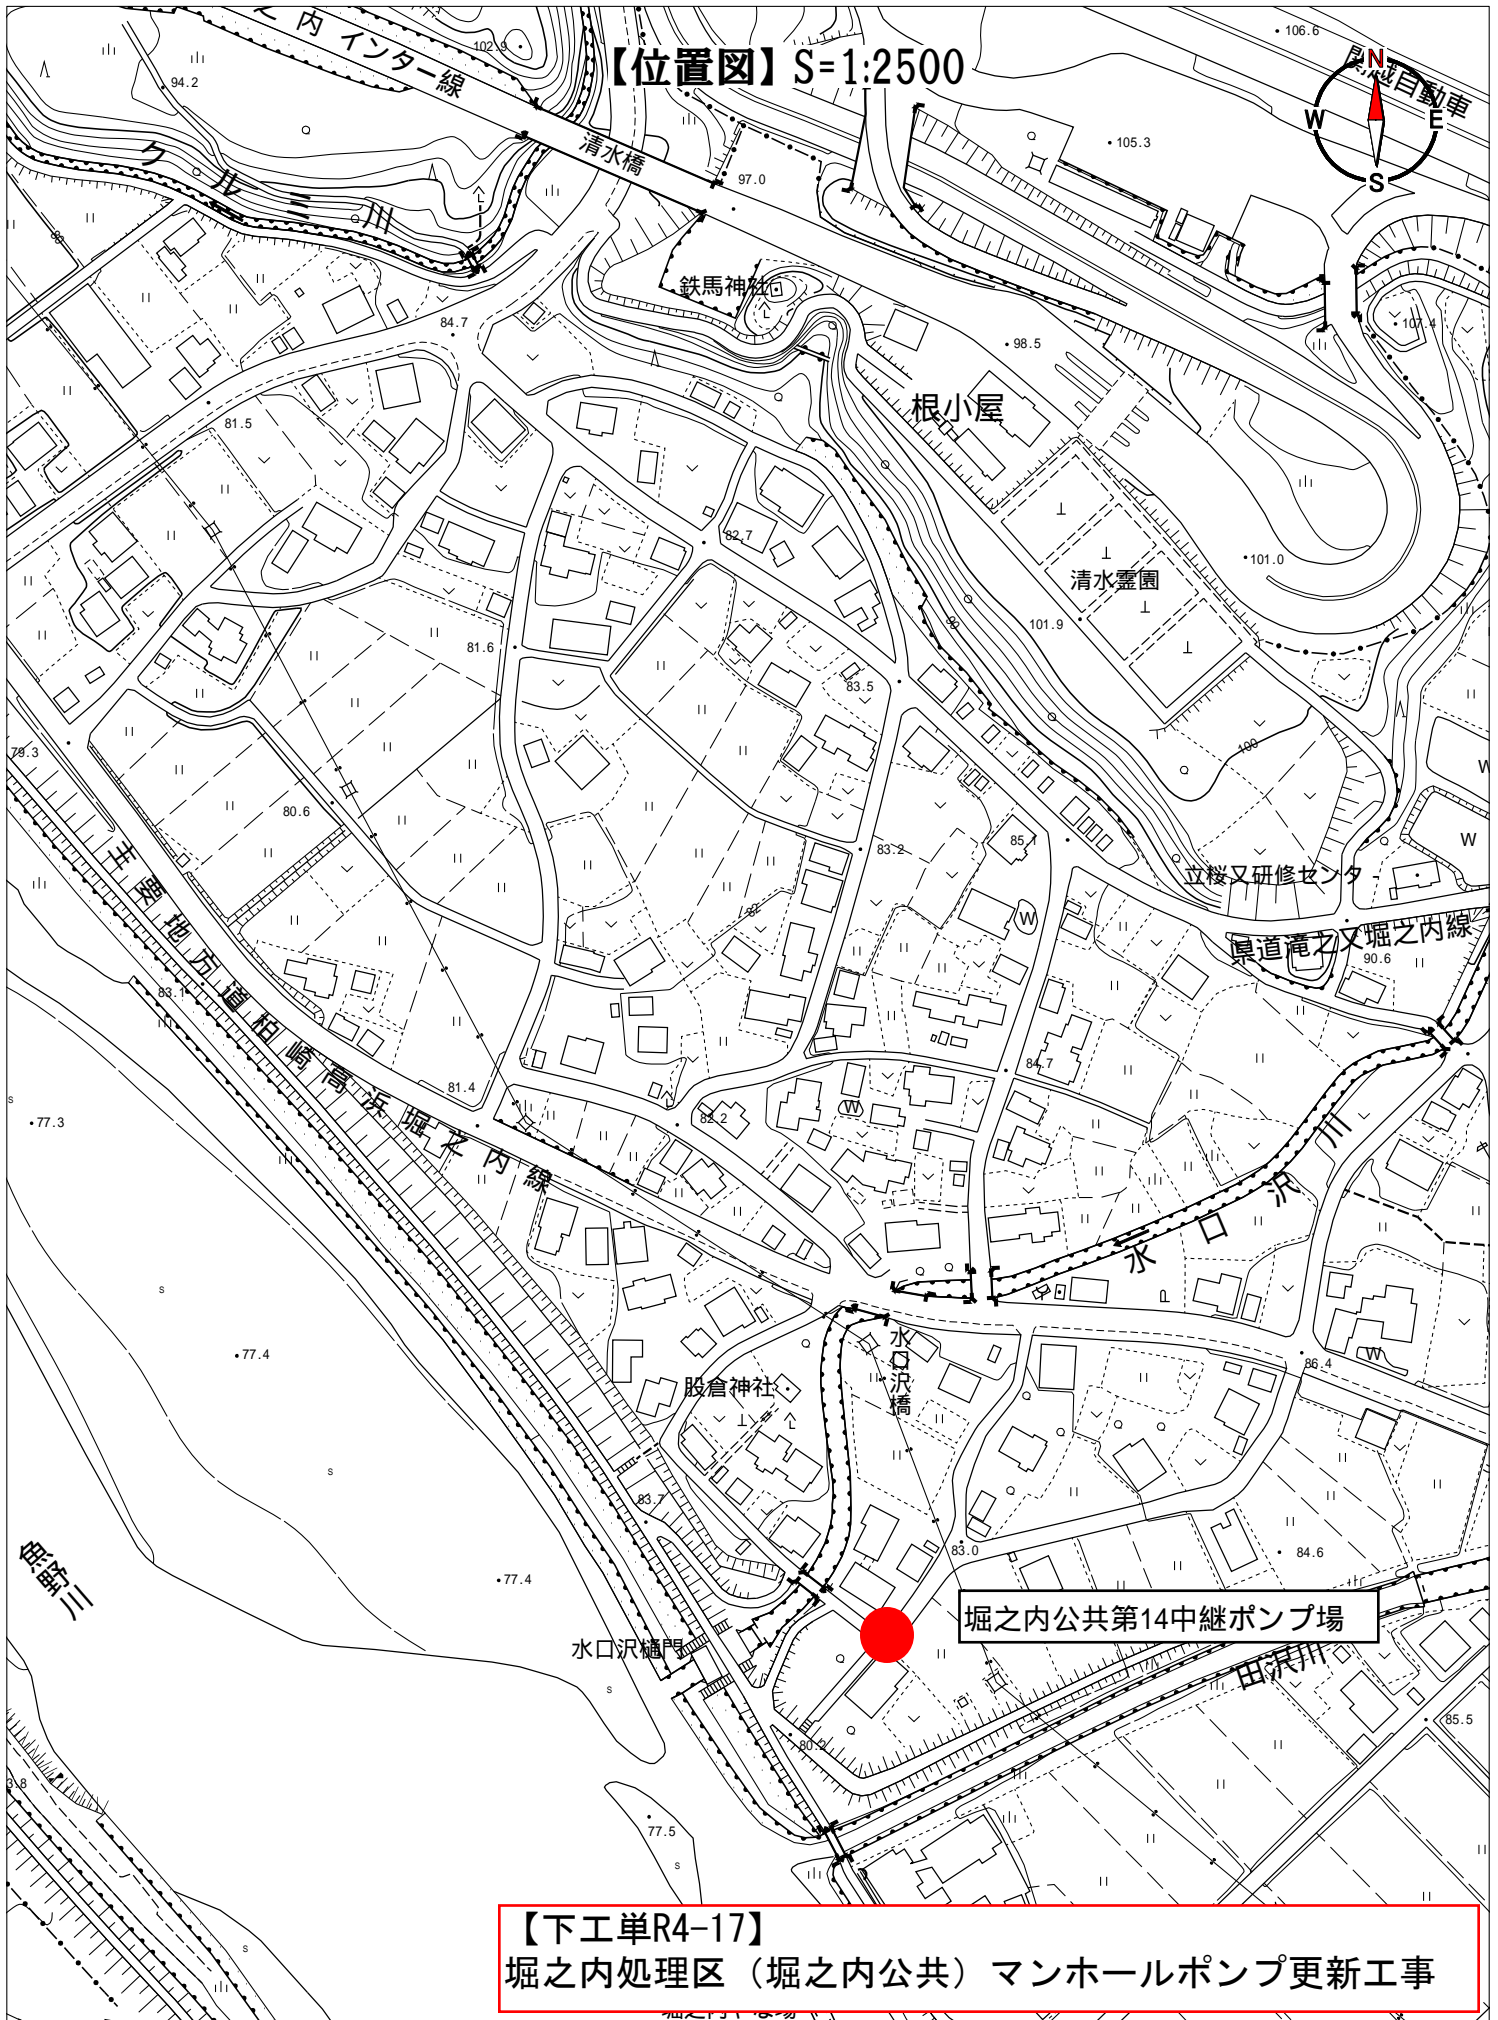 【位置図】S=1:2500
之内インター線
102.9
94.2
106.6
関越自動車
N
W
E
S
105.3
清水橋
97.0
クルミ川
鉄馬神社
84.7
98.5
107.4
根小屋
81.5
82.7
101.0
清水霊園
101.9
81.6
83.5
79.3
100
80.6
85.1
83.2
W
W
立桜又研修センター
W
県道滝之又堀之内線
90.6
主要地方道柏崎高浜堀之内線
83.1
84.7
81.4
82.2
W
77.3
水口沢川
77.4
水口沢橋
86.4
W
股倉神社
83.7
83.0
84.6
魚野川
77.4
堀之内公共第14中継ポンプ場
水口沢樋門
田沢川
85.5
80.2
3.8
77.5
【下工単R4-17】
堀之内処理区（堀之内公共）マンホールポンプ更新工事